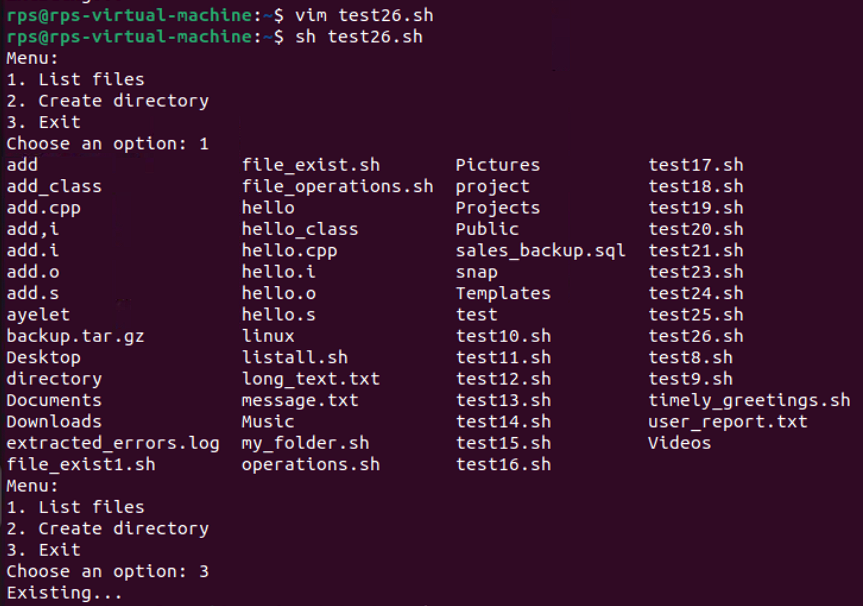 rps@rps-virtual-machine:~$ vim test26.sh
rps@rps-virtual-machine:~$ sh test26.sh
Menu:
1. List files
2. Create directory
3. Exit
Choose an option: 1
add                   file_exist.sh       Pictures          test17.sh
add_class             file_operations.sh  project           test18.sh
add.cpp               hello               Projects          test19.sh
add,i                 hello_class         Public            test20.sh
add.i                 hello.cpp           sales_backup.sql  test21.sh
add.o                 hello.i             snap              test23.sh
add.s                 hello.o             Templates         test24.sh
ayelet                hello.s             test              test25.sh
backup.tar.gz         linux               test10.sh         test26.sh
Desktop               listall.sh          test11.sh         test8.sh
directory             long_text.txt       test12.sh         test9.sh
Documents             message.txt         test13.sh         timely_greetings.sh
Downloads             Music               test14.sh         user_report.txt
extracted_errors.log  my_folder.sh        test15.sh         Videos
file_exist1.sh        operations.sh       test16.sh
Menu:
1. List files
2. Create directory
3. Exit
Choose an option: 3
Existing...